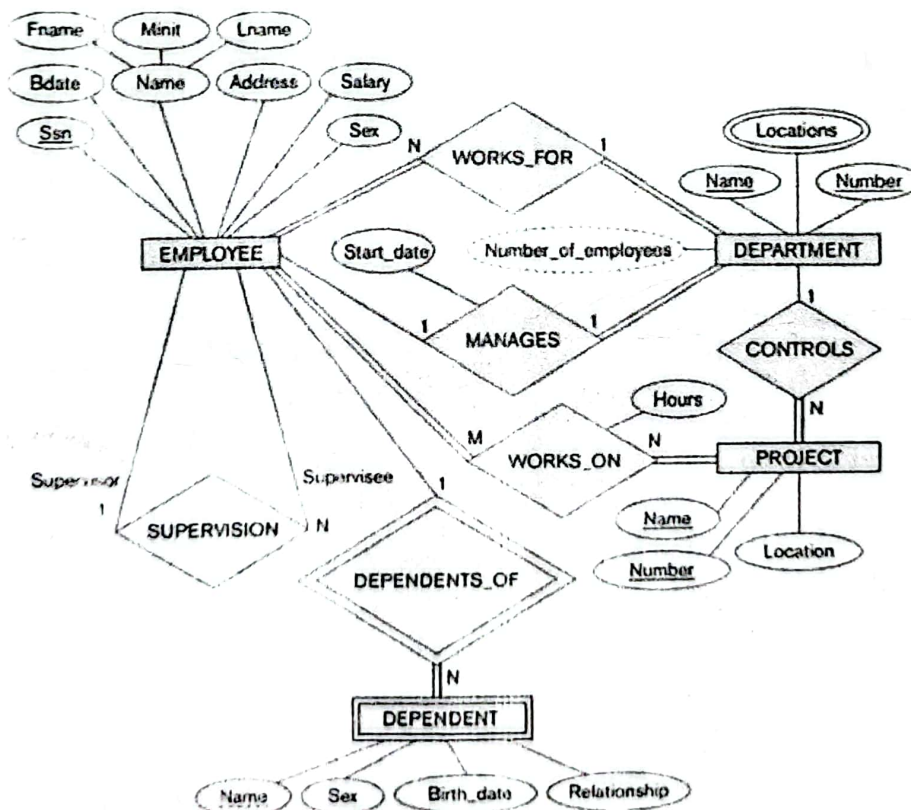 Fname Minit Lname
Bdate Name Address Salary
Ssn Sex
N WORKS_FOR 1
Locations
Name Number
EMPLOYEE
Start_date
Number_of_employees
DEPARTMENT
1 MANAGES 1
1
CONTROLS
N
Hours
M WORKS_ON N
PROJECT
Supervisor
1
Supervisee
N
SUPERVISION
Name
Number
Location
1
DEPENDENTS_OF
N
DEPENDENT
Name Sex Birth_date Relationship